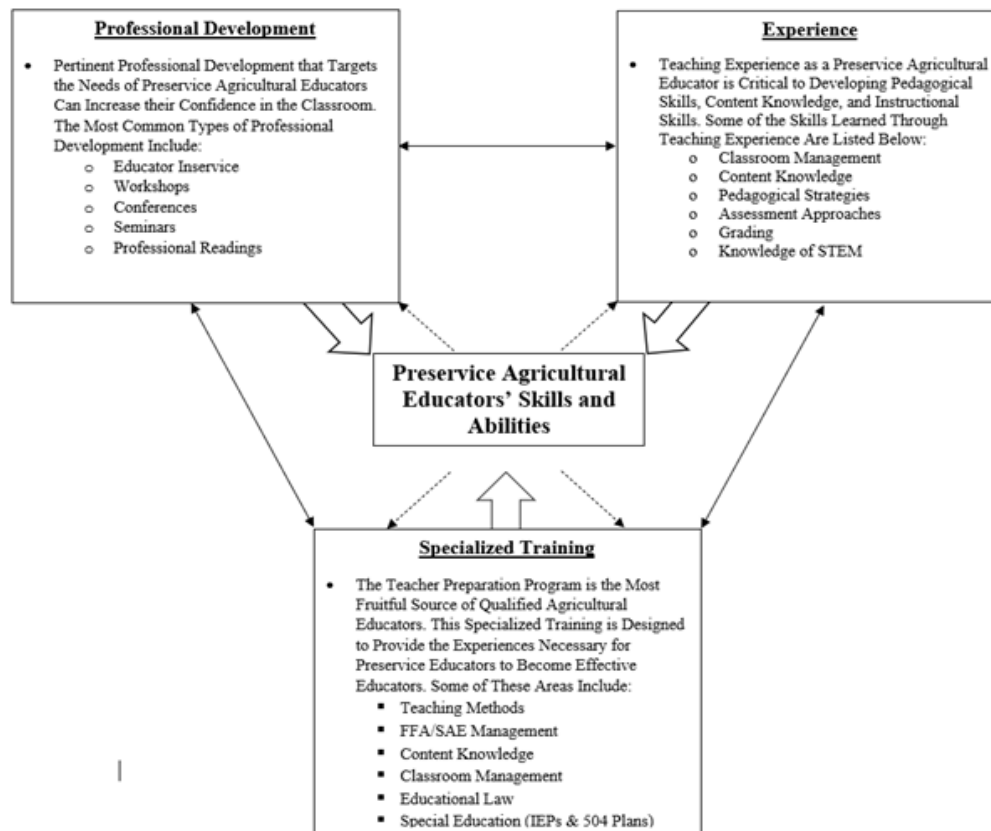 Professional Development
• Pertinent Professional Development that Targets
the Needs of Preservice Agricultural Educators
Can Increase their Confidence in the Classroom.
The Most Common Types of Professional
Development Include:
o Educator Inservice
o Workshops
o Conferences
o Seminars
o Professional Readings
Experience
• Teaching Experience as a Preservice Agricultural
Educator is Critical to Developing Pedagogical
Skills, Content Knowledge, and Instructional
Skills. Some of the Skills Learned Through
Teaching Experience Are Listed Below:
o Classroom Management
o Content Knowledge
o Pedagogical Strategies
o Assessment Approaches
o Grading
o Knowledge of STEM
Preservice Agricultural
Educators’ Skills and
Abilities
Specialized Training
• The Teacher Preparation Program is the Most
Fruitful Source of Qualified Agricultural
Educators. This Specialized Training is Designed
to Provide the Experiences Necessary for
Preservice Educators to Become Effective
Educators. Some of These Areas Include:
▪ Teaching Methods
▪ FFA/SAE Management
▪ Content Knowledge
▪ Classroom Management
▪ Educational Law
▪ Special Education (IEPs & 504 Plans)